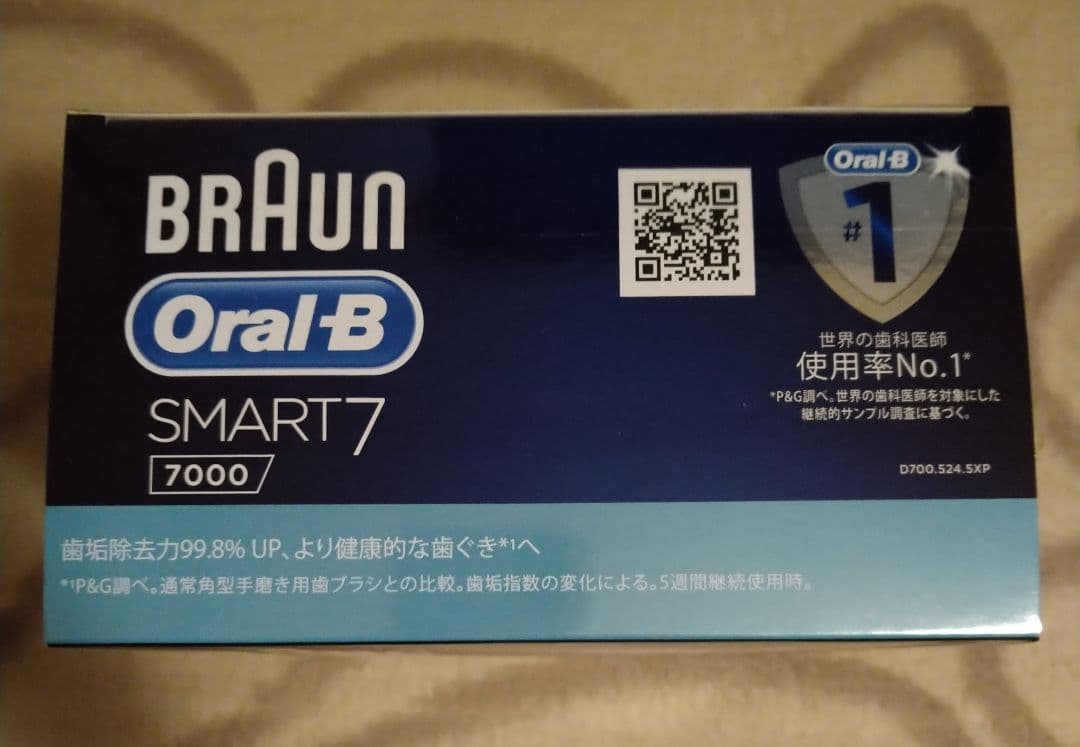 BRAUN
Oral-B
SMART7
7000
Oral-B
#1
世界の歯科医師
使用率No.1*
*P&G調べ。世界の歯科医師を対象にした
継続的サンプル調査に基づく。
D700.524.5XP
歯垢除去力99.8% UP、より健康的な歯ぐき*1へ
*1P&G調べ。通常角型手磨き用歯ブラシとの比較。歯垢指数の変化による。5週間継続使用時。